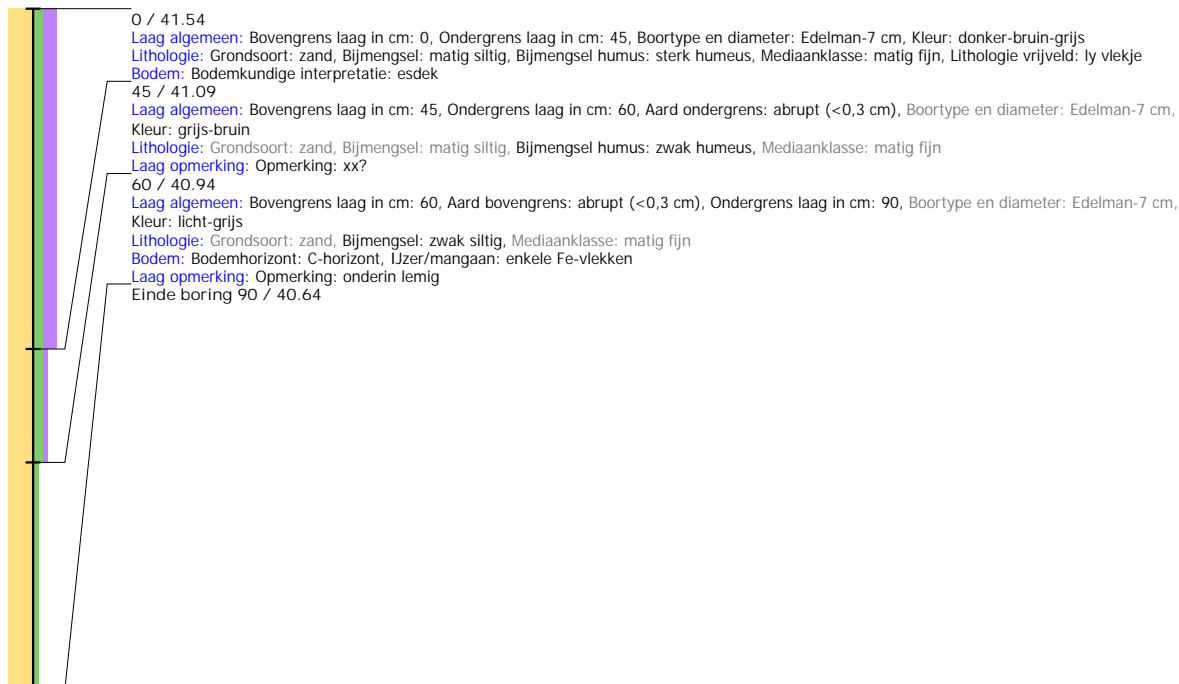 0 / 41.54
Laag algemeen: Bovengrens laag in cm: 0, Ondergrens laag in cm: 45, Boortype en diameter: Edelman-7 cm, Kleur: donker-bruin-grijs
Lithologie: Grondsoort: zand, Bijmengsel: matig siltig, Bijmengsel humus: sterk humeus, Mediaanklasse: matig fijn, Lithologie vrijveld: ly vlekje
Bodem: Bodemkundige interpretatie: esdek
45 / 41.09
Laag algemeen: Bovengrens laag in cm: 45, Ondergrens laag in cm: 60, Aard ondergrens: abrupt (<0,3 cm), Boortype en diameter: Edelman-7 cm,
Kleur: grijs-bruin
Lithologie: Grondsoort: zand, Bijmengsel: matig siltig, Bijmengsel humus: zwak humeus, Mediaanklasse: matig fijn
Laag opmerking: Opmerking: xx?
60 / 40.94
Laag algemeen: Bovengrens laag in cm: 60, Aard bovengrens: abrupt (<0,3 cm), Ondergrens laag in cm: 90, Boortype en diameter: Edelman-7 cm,
Kleur: licht-grijs
Lithologie: Grondsoort: zand, Bijmengsel: zwak siltig, Mediaanklasse: matig fijn
Bodem: Bodemhorizont: C-horizont, IJzer/mangaan: enkele Fe-vlekken
Laag opmerking: Opmerking: onderin lemig
Einde boring 90 / 40.64